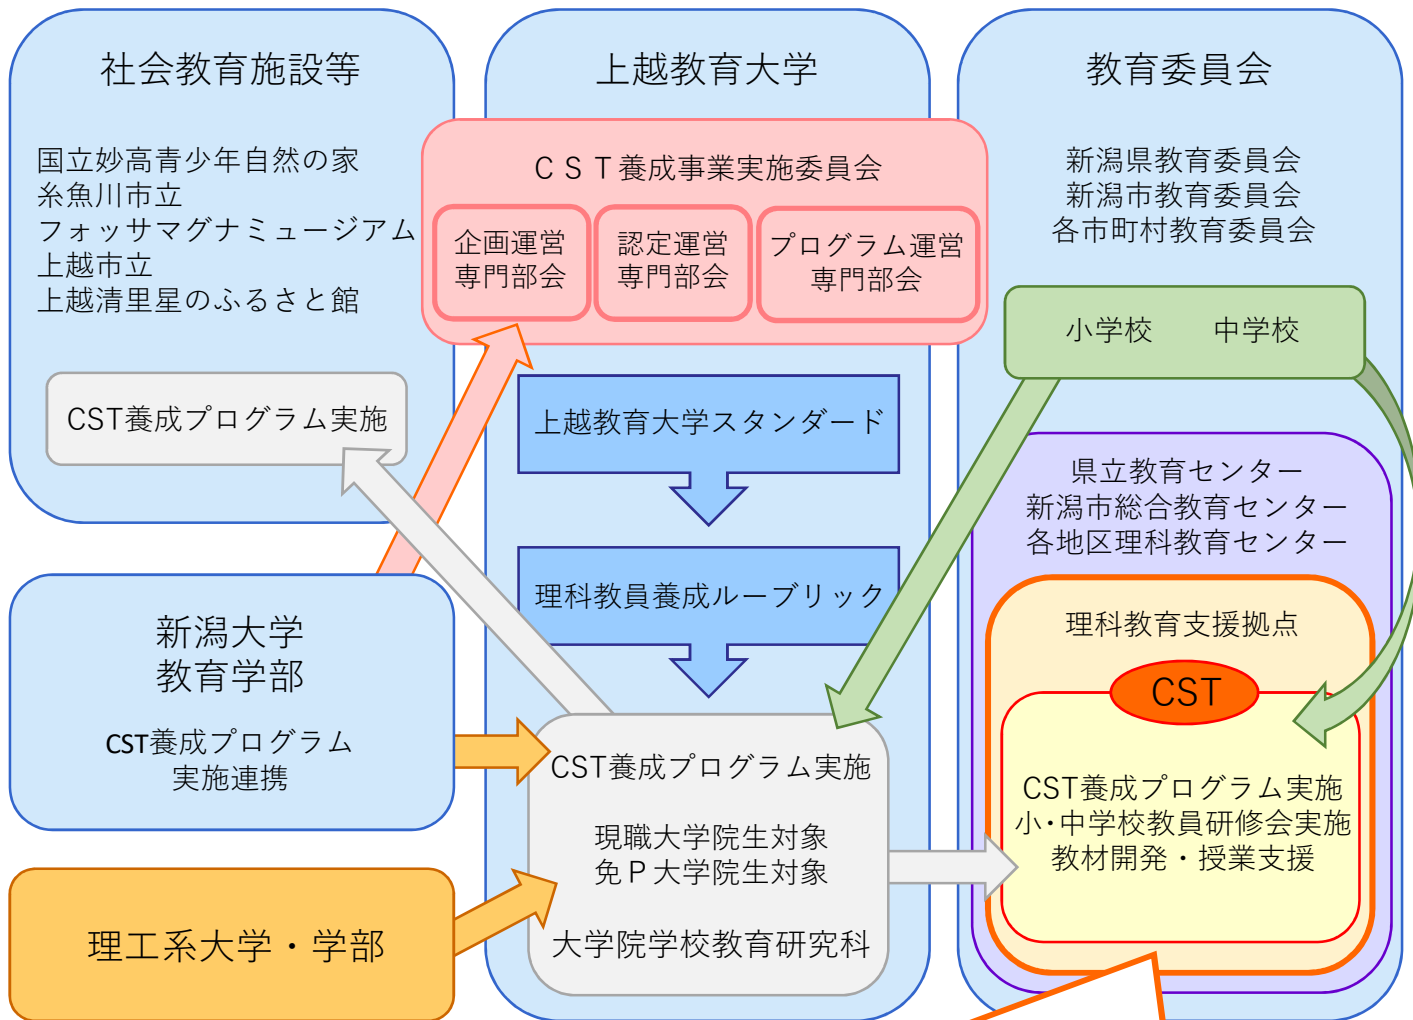 社会教育施設等
国立妙高青少年自然の家
糸魚川市立
フォッサマグナミュージアム
上越市立
上越清里星のふるさと館
CST養成プログラム実施
上越教育大学
ＣＳＴ養成事業実施委員会
企画運営
専門部会
認定運営
専門部会
プログラム運営
専門部会
上越教育大学スタンダード
理科教員養成ルーブリック
CST養成プログラム実施
現職大学院生対象
免Ｐ大学院生対象
大学院学校教育研究科
教育委員会
新潟県教育委員会
新潟市教育委員会
各市町村教育委員会
小学校　　中学校
県立教育センター
新潟市総合教育センター
各地区理科教育センター
理科教育支援拠点
CST
CST養成プログラム実施
小・中学校教員研修会実施
教材開発・授業支援
新潟大学
教育学部
CST養成プログラム
実施連携
理工系大学・学部